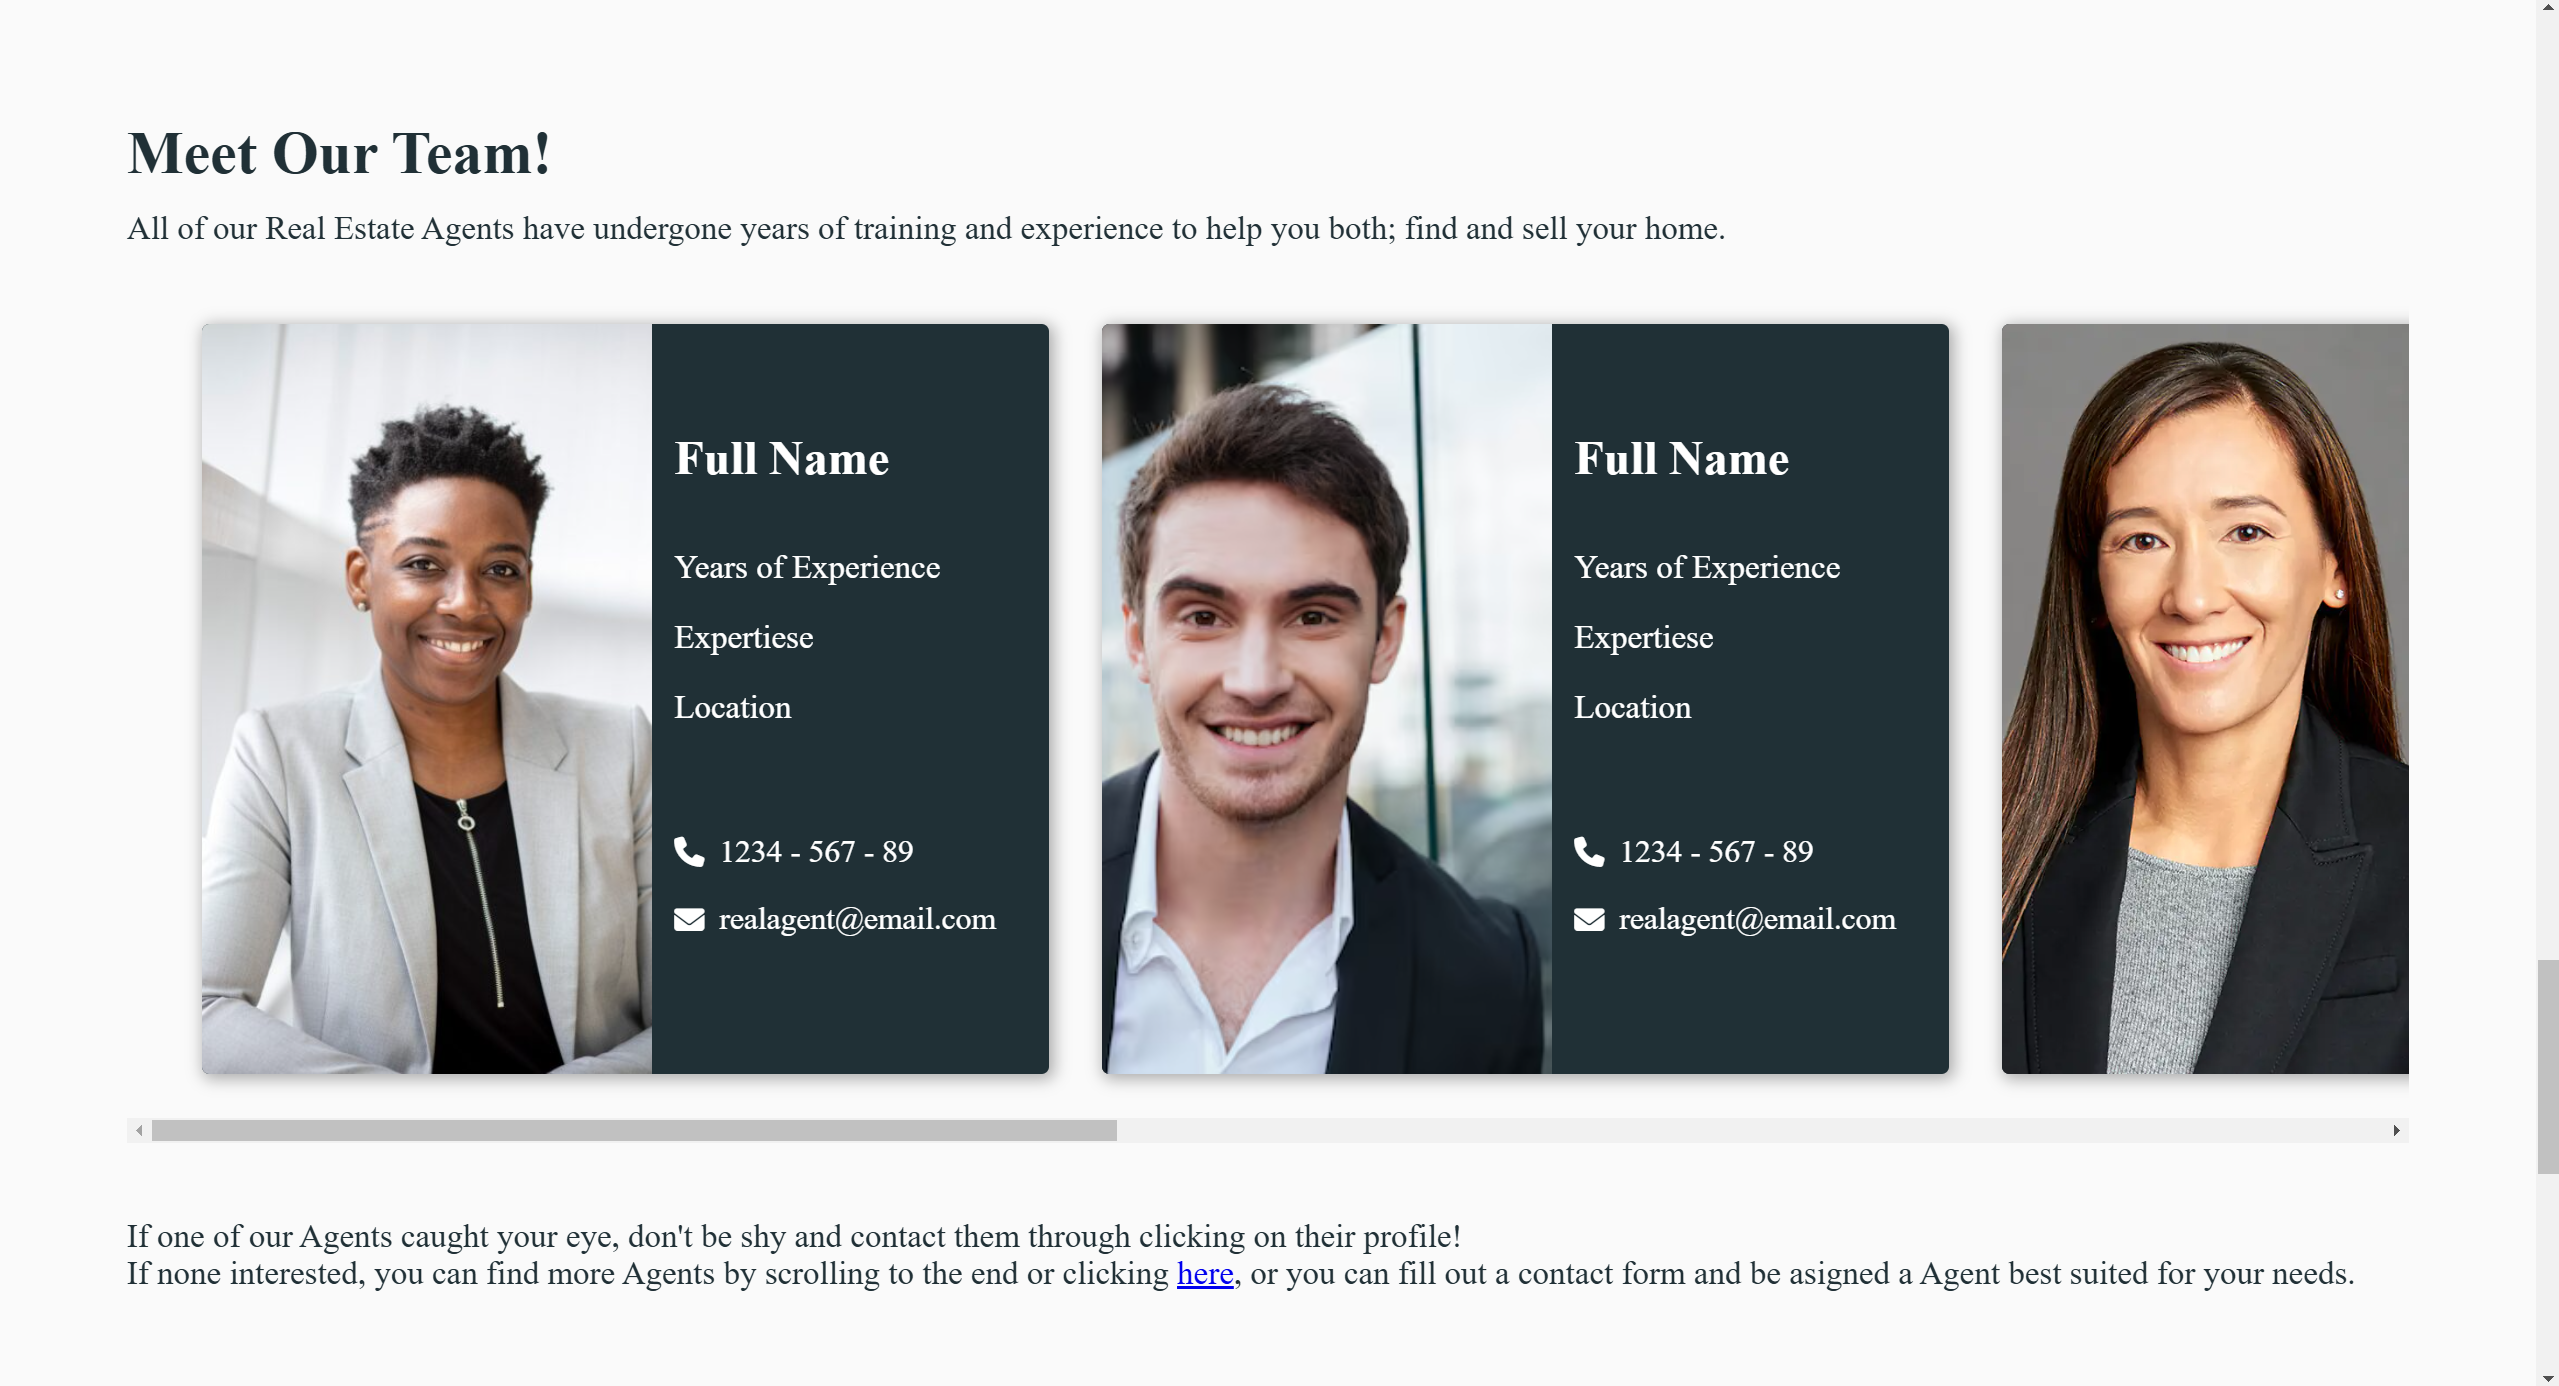 Meet Our Team!
All of our Real Estate Agents have undergone years of training and experience to help you both; find and sell your home.
Full Name
Years of Experience
Expertiese
Location
1234 - 567 - 89
realagent@email.com
Full Name
Years of Experience
Expertiese
Location
1234 - 567 - 89
realagent@email.com
If one of our Agents caught your eye, don't be shy and contact them through clicking on their profile!
If none interested, you can find more Agents by scrolling to the end or clicking here, or you can fill out a contact form and be asigned a Agent best suited for your needs.